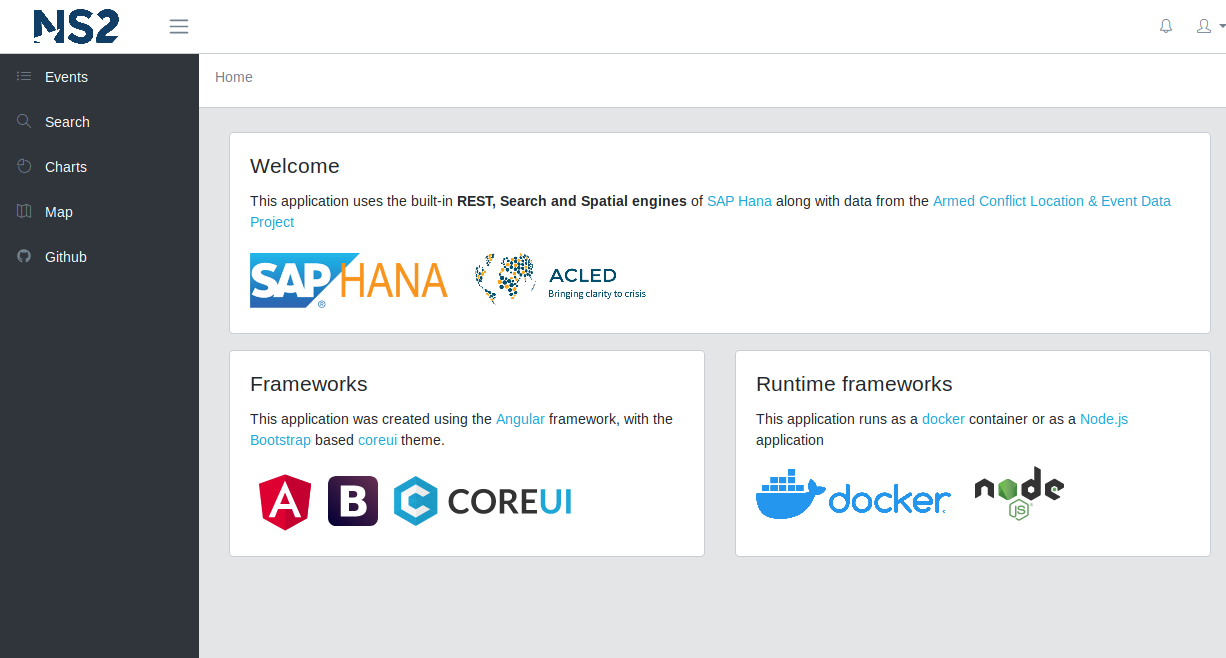 NS2
Events
Search
Charts
Map
Github
Home
Welcome
This application uses the built-in REST, Search and Spatial engines of SAP Hana along with data from the Armed Conflict Location & Event Data
Project
SAP HANA
®
ACLED
Bringing clarity to crisis
Frameworks
This application was created using the Angular framework, with the
Bootstrap based coreui theme.
A B C COREUI
Runtime frameworks
This application runs as a docker container or as a Node.js
application
docker
node
JS